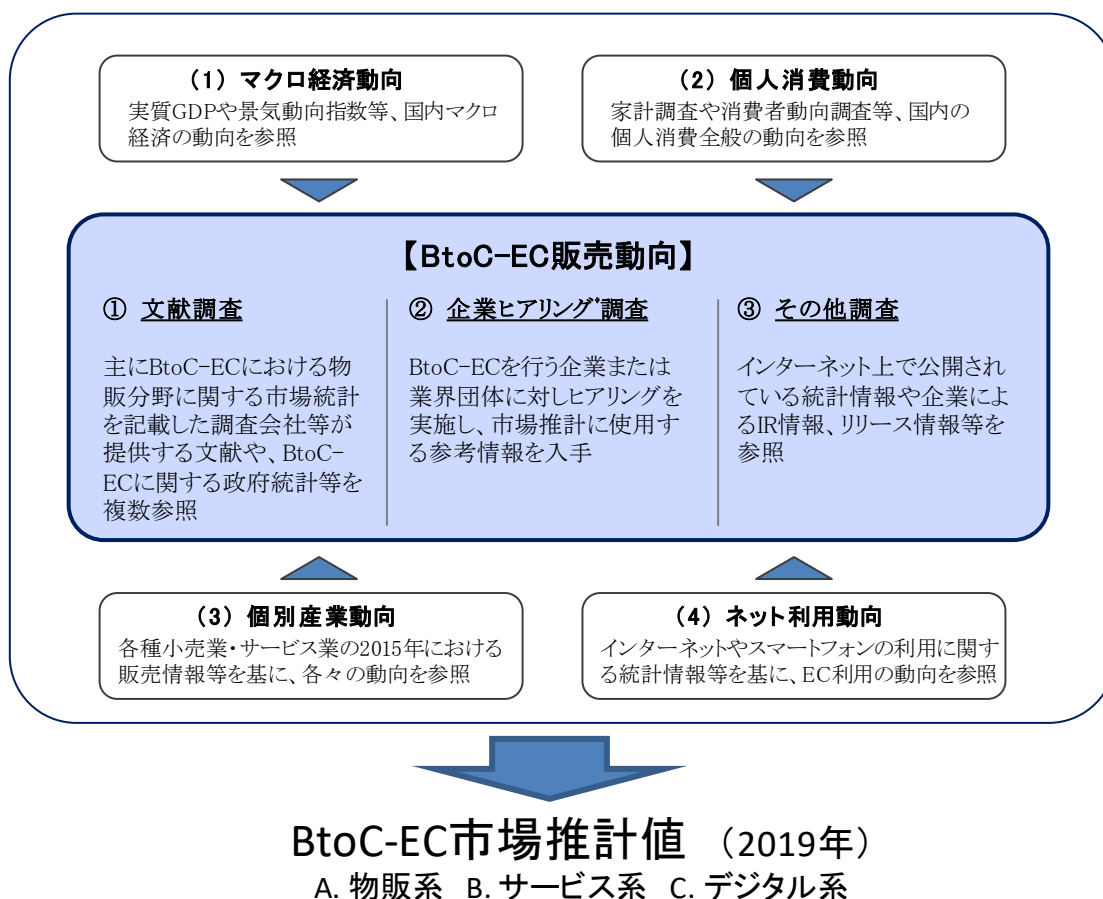 (1) マクロ経済動向
実質GDPや景気動向指数等、国内マクロ
経済の動向を参照
(2) 個人消費動向
家計調査や消費者動向調査等、国内の
個人消費全般の動向を参照
【BtoC-EC販売動向】
① 文献調査
主にBtoC-ECにおける物
販分野に関する市場統計
を記載した調査会社等が
提供する文献や、BtoC-
ECに関する政府統計等を
複数参照
② 企業ヒアリング調査
BtoC-ECを行う企業または
業界団体に対しヒアリングを
実施し、市場推計に使用す
る参考情報を入手
③ その他調査
インターネット上で公開され
ている統計情報や企業によ
るIR情報、リリース情報等を
参照
(3) 個別産業動向
各種小売業・サービス業の2015年における
販売情報等を基に、各々の動向を参照
(4) ネット利用動向
インターネットやスマートフォンの利用に関す
る統計情報等を基に、EC利用の動向を参照
BtoC-EC市場推計値 (2019年)
A. 物販系 B. サービス系 C. デジタル系